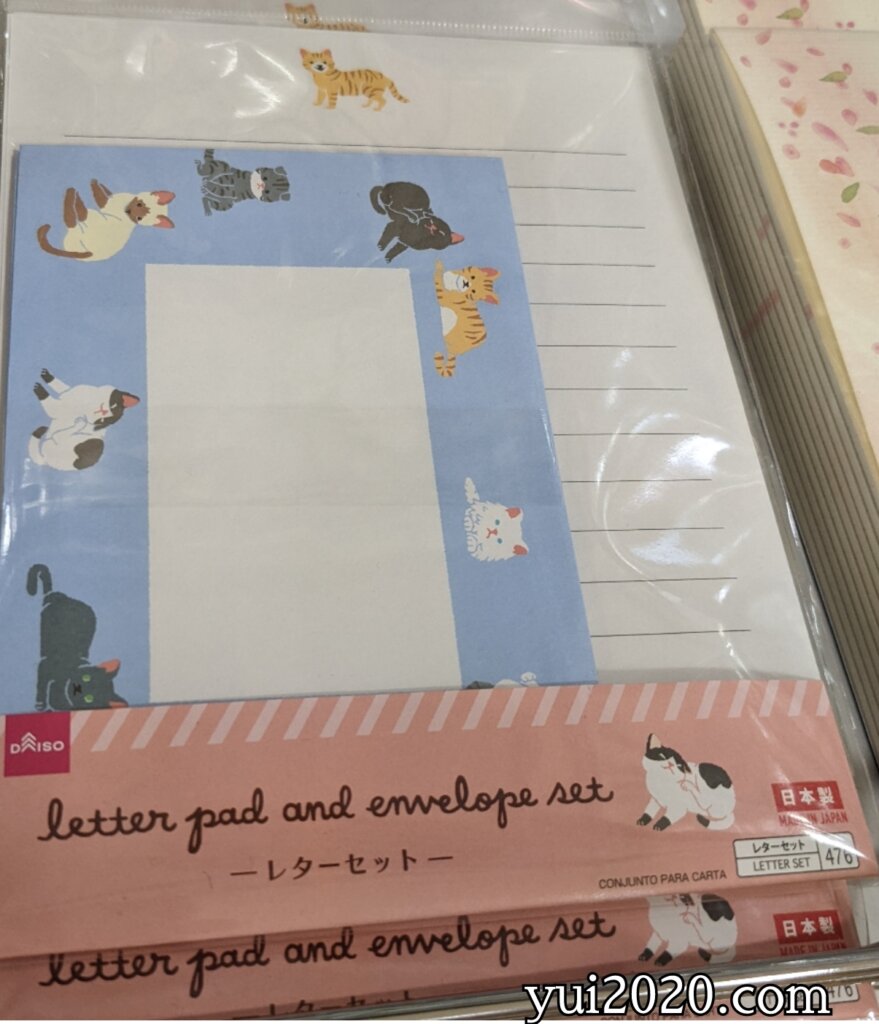 DAISO
letter pad and envelope set
—レターセット—
日本製
MADE IN JAPAN
レターセット
LETTER SET
476
CONJUNTO PARA CARTA
letter pad and envelope set
日本製
MADE IN JAPAN
476
yui2020.com